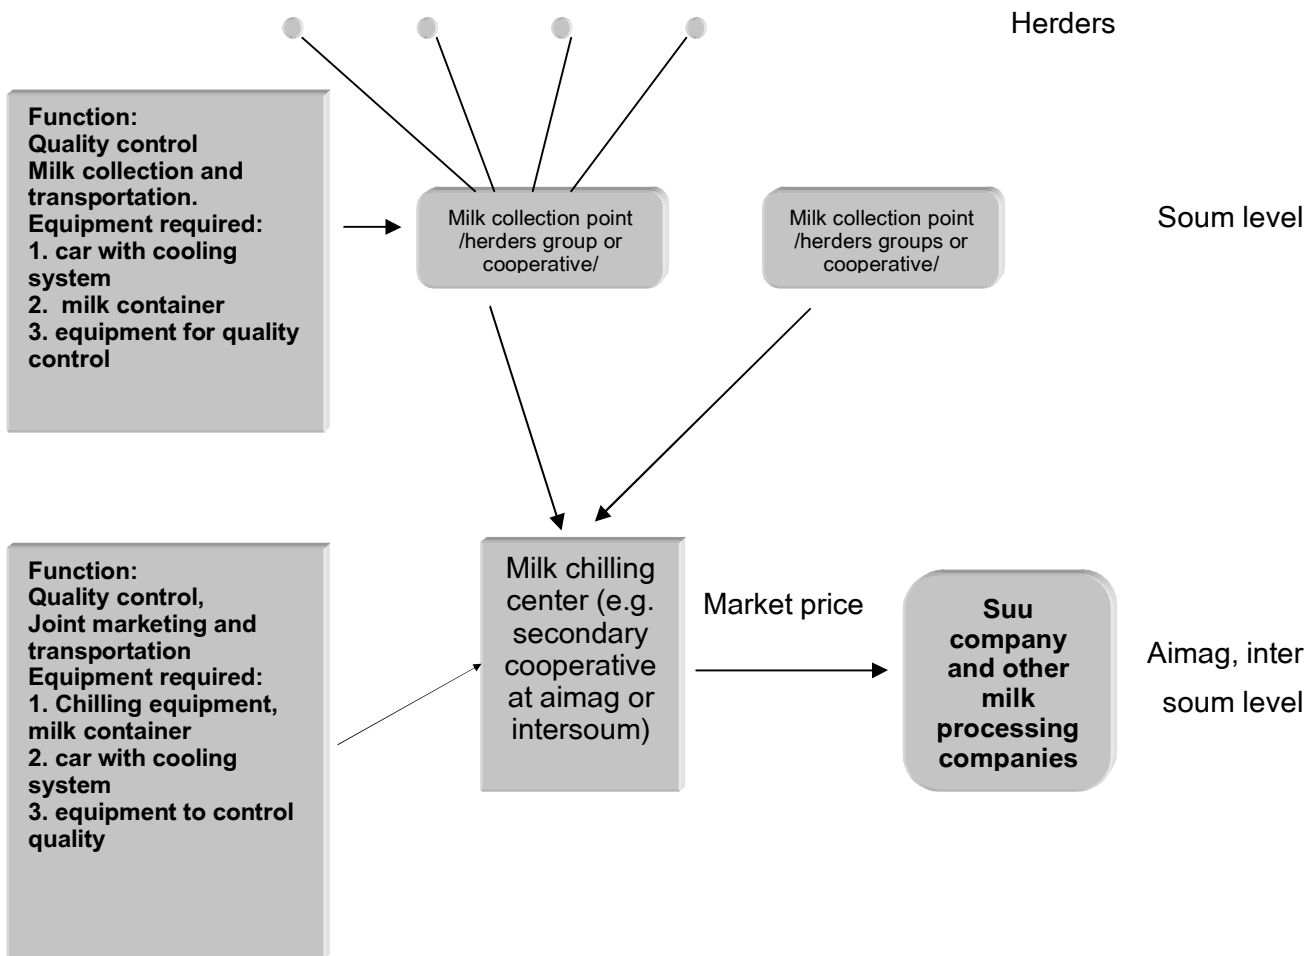 Herders
Function:
Quality control
Milk collection and
transportation.
Equipment required:
1. car with cooling
system
2. milk container
3. equipment for quality
control
Milk collection point
/herders group or
cooperative/
Milk collection point
/herders groups or
cooperative/
Soum level
Function:
Quality control,
Joint marketing and
transportation
Equipment required:
1. Chilling equipment,
milk container
2. car with cooling
system
3. equipment to control
quality
Milk chilling
center (e.g.
secondary
cooperative
at aimag or
intersoum)
Market price
Suu
company
and other
milk
processing
companies
Aimag, inter
soum level